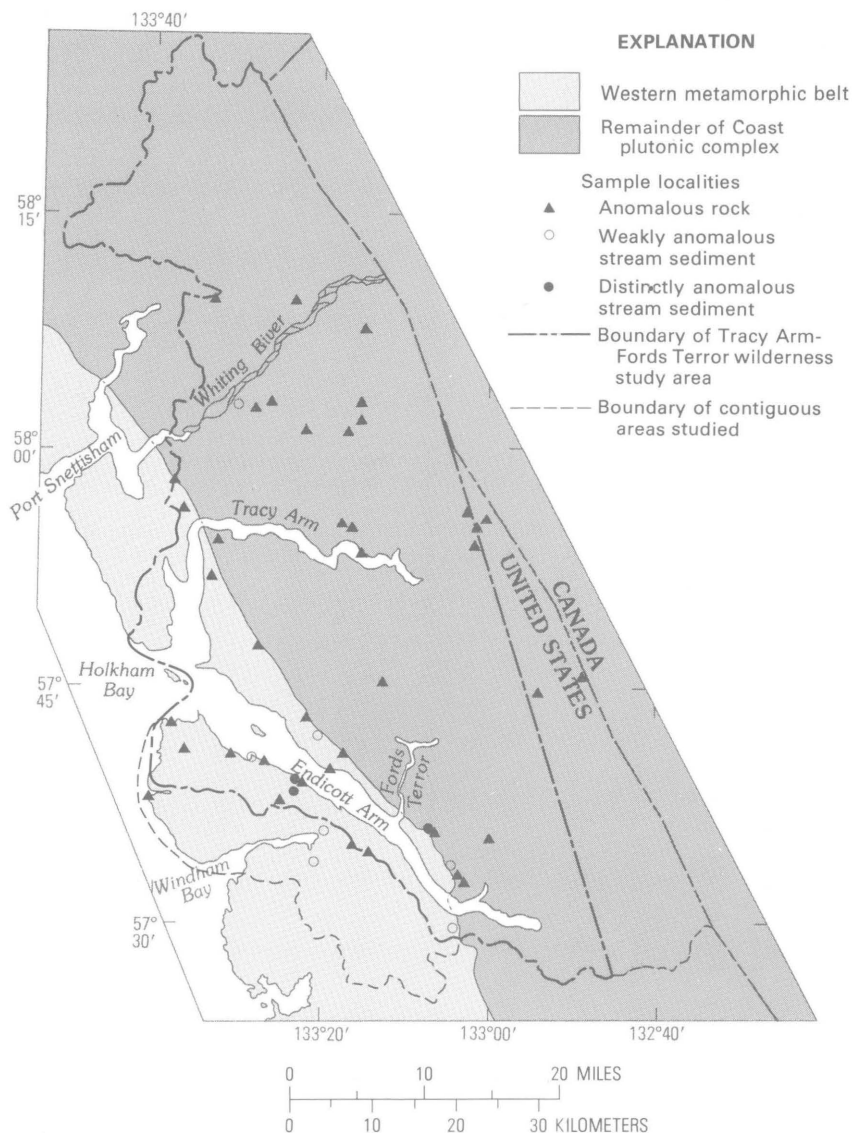 133°40'
EXPLANATION
Western metamorphic belt
Remainder of Coast
plutonic complex
Sample localities
Anomalous rock
Weakly anomalous
stream sediment
Distinctly anomalous
stream sediment
Boundary of Tracy Arm-
Fords Terror wilderness
study area
Boundary of contiguous
areas studied
58°
15'
Whiting River
58°
00'
Port Snettisham
Tracy Arm
CANADA
UNITED STATES
Holkham
Bay
57°
45'
Fords
Terror
Endicott Arm
Windham
Bay
57°
30'
133°20'
133°00'
132°40'
0 10 20 MILES
0 10 20 30 KILOMETERS